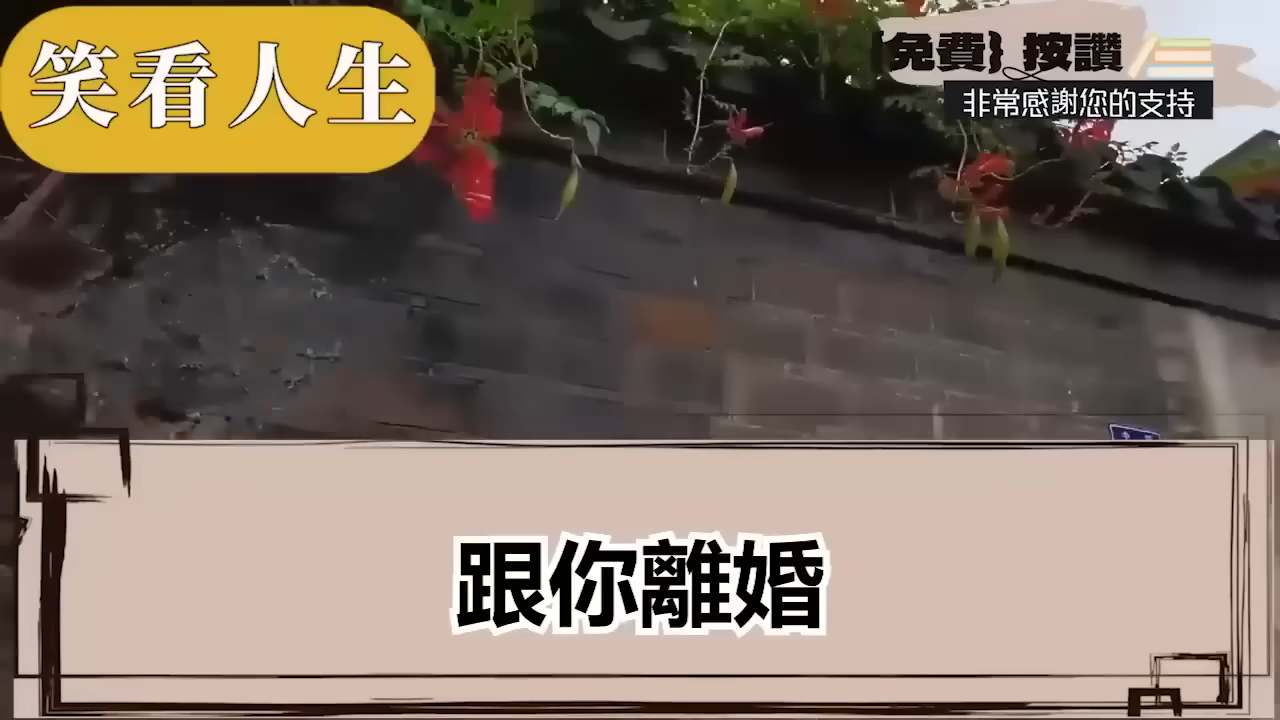 笑看人生
免費 按讚
非常感謝您的支持
跟你離婚